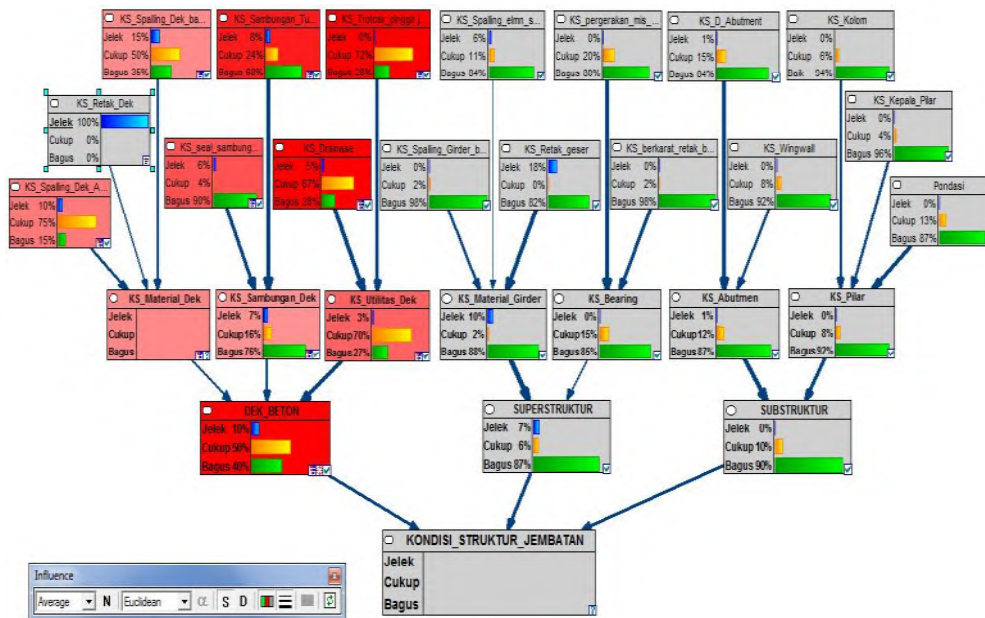 KS_Spalling_Dek_ba...
Jelek 15%
Cukup 50%
Bagus 36%
KS_Sambungan_Tu...
Jelek 8%
Cukup 24%
Bagus 68%
KS_Trotoar_pinggir_j...
Jelek 0%
Cukup 72%
Bagus 28%
KS_Spalling_elmn_s...
Jelek 6%
Cukup 11%
Bagus 84%
KS_pergerakan_mis_...
Jelek 0%
Cukup 20%
Bagus 80%
KS_D_Abutment
Jelek 1%
Cukup 15%
Bagus 84%
KS_Kolom
Jelek 0%
Cukup 6%
Baik 94%
KS_Retak_Dek
Jelek 100%
Cukup 0%
Bagus 0%
KS_Kepala_Pilar
Jelek 0%
Cukup 4%
Bagus 96%
KS_seal_sambung...
Jelek 6%
Cukup 4%
Bagus 90%
KS_Drainase
Jelek 5%
Cukup 67%
Bagus 28%
KS_Spalling_Girder_b...
Jelek 0%
Cukup 2%
Bagus 98%
KS_Retak_geser
Jelek 18%
Cukup 0%
Bagus 82%
KS_berkarat_retak_b...
Jelek 0%
Cukup 2%
Bagus 98%
KS_Wingwall
Jelek 0%
Cukup 8%
Bagus 92%
KS_Spalling_Dek_A...
Jelek 10%
Cukup 75%
Bagus 15%
Pondasi
Jelek 0%
Cukup 13%
Bagus 87%
KS_Material_Dek
Jelek
Cukup
Bagus
KS_Sambungan_Dek
Jelek 7%
Cukup 16%
Bagus 76%
KS_Utilitas_Dek
Jelek 3%
Cukup 70%
Bagus 27%
KS_Material_Girder
Jelek 10%
Cukup 2%
Bagus 88%
KS_Bearing
Jelek 0%
Cukup 15%
Bagus 85%
KS_Abutmen
Jelek 1%
Cukup 12%
Bagus 87%
KS_Pilar
Jelek 0%
Cukup 8%
Bagus 92%
DEK_BETON
Jelek 10%
Cukup 50%
Bagus 40%
SUPERSTRUKTUR
Jelek 7%
Cukup 6%
Bagus 87%
SUBSTRUKTUR
Jelek 0%
Cukup 10%
Bagus 90%
KONDISI_STRUKTUR_JEMBATAN
Jelek
Cukup
Bagus
Influence
Average N Euclidean α S D